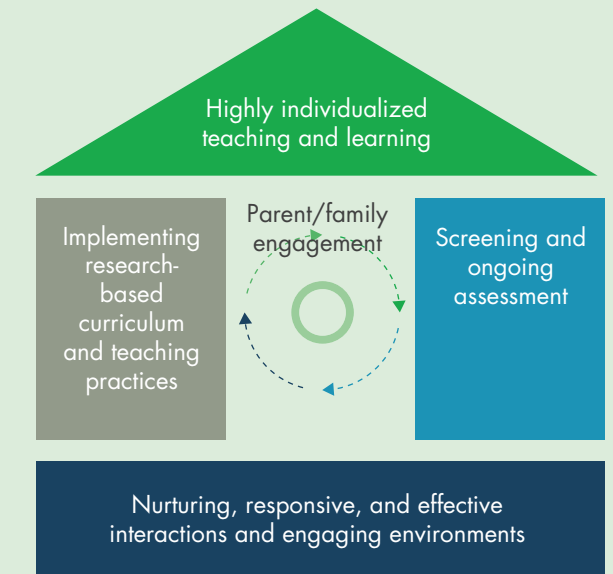 Highly individualized
teaching and learning
Implementing
research-
based
curriculum
and teaching
practices
Parent/family
engagement
Screening and
ongoing
assessment
Nurturing, responsive, and effective
interactions and engaging environments